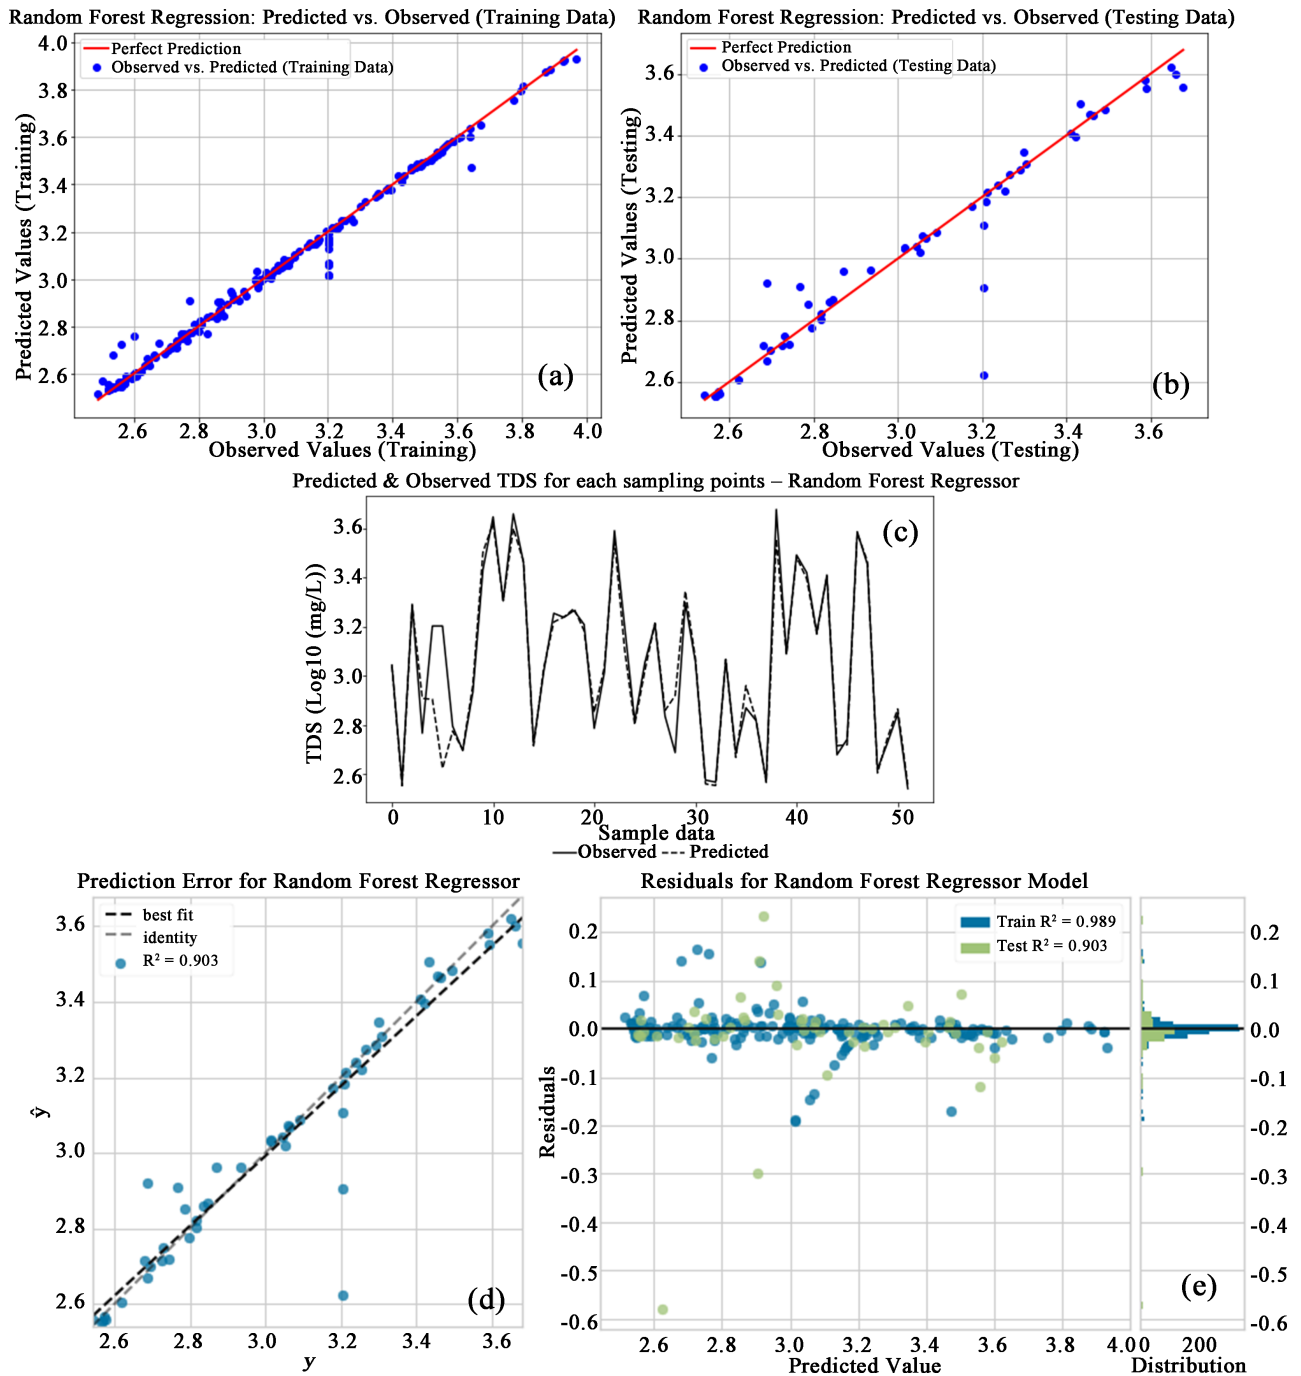 Random Forest Regression: Predicted vs. Observed (Training Data)
Perfect Prediction
Observed vs. Predicted (Training Data)
4.0
3.8
3.6
3.4
3.2
3.0
2.8
2.6
Predicted Values (Training)
(a)
2.6 2.8 3.0 3.2 3.4 3.6 3.8 4.0
Observed Values (Training)
Random Forest Regression: Predicted vs. Observed (Testing Data)
Perfect Prediction
Observed vs. Predicted (Testing Data)
3.6
3.4
3.2
3.0
2.8
2.6
Predicted Values (Testing)
(b)
2.6 2.8 3.0 3.2 3.4 3.6
Observed Values (Testing)
Predicted & Observed TDS for each sampling points – Random Forest Regressor
(c)
3.6
3.4
3.2
3.0
2.8
2.6
TDS (Log10 (mg/L))
0 10 20 30 40 50
Sample data
Observed Predicted
Prediction Error for Random Forest Regressor
best fit
identity
R² = 0.903
3.6
3.4
3.2
3.0
2.8
2.6
ŷ
(d)
2.6 2.8 3.0 3.2 3.4 3.6
y
Residuals for Random Forest Regressor Model
Train R² = 0.989
Test R² = 0.903
0.2
0.1
0.0
-0.1
-0.2
-0.3
-0.4
-0.5
-0.6
Residuals
(e)
2.6 2.8 3.0 3.2 3.4 3.6 3.8 4.0
Predicted Value
0.2
0.1
0.0
-0.1
-0.2
-0.3
-0.4
-0.5
-0.6
0 200
Distribution